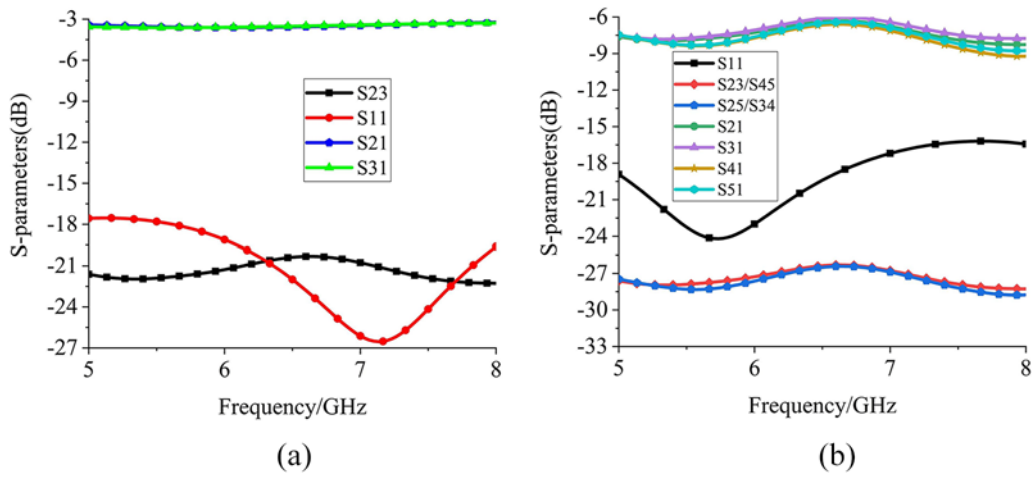 -3
-6
-9
-12
-15
-18
-21
-24
-27
S-parameters(dB)
S23
S11
S21
S31
5
6
7
8
Frequency/GHz
(a)
-6
-9
-12
-15
-18
-21
-24
-27
-30
-33
S-parameters(dB)
S11
S23/S45
S25/S34
S21
S31
S41
S51
5
6
7
8
Frequency/GHz
(b)